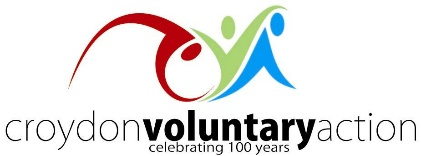 croydonvoluntaryaction
celebrating 100 years